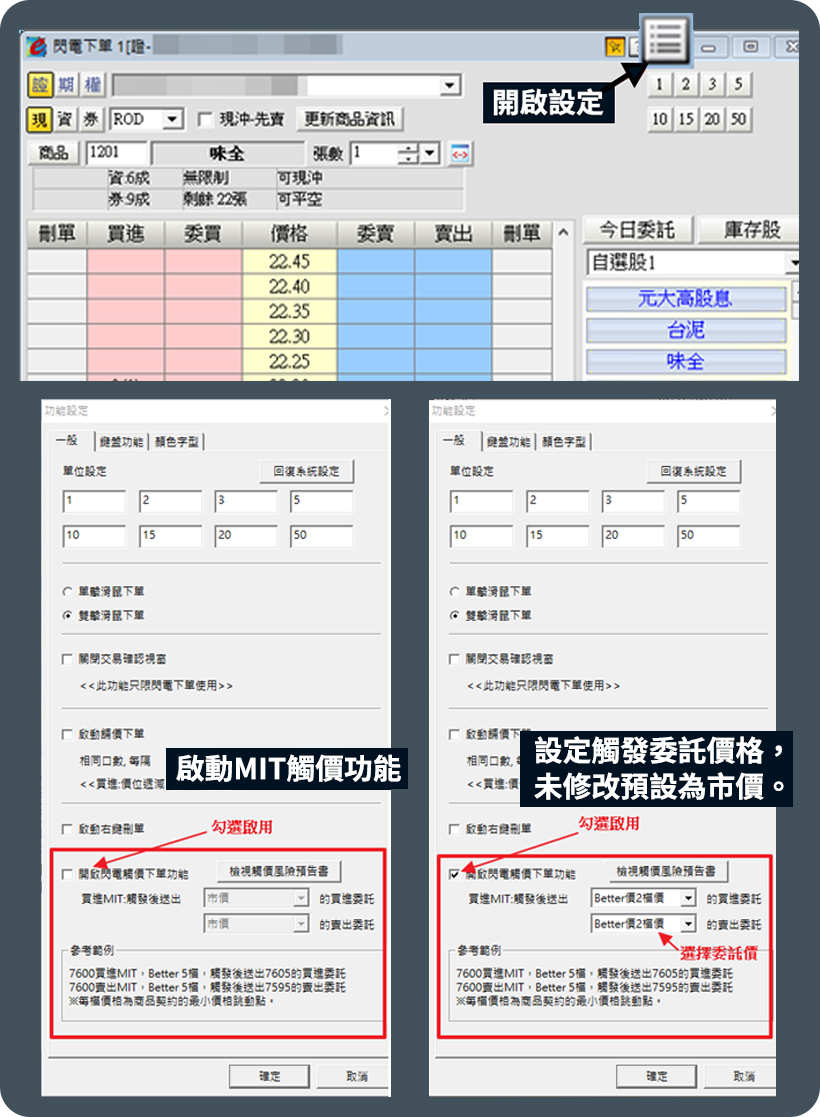 閃電下單 1[證-
證 期 權
開啟設定
1 2 3 5
現 資 券 ROD 現沖-先賣 更新商品資訊
10 15 20 50
商品 1201 味全 張數 1
資:6成 無限制 可現沖
券:9成 剩餘 22張 可平空
刪單 買進 委買 價格 委賣 賣出 刪單
22.45
22.40
22.35
22.30
22.25
今日委託 庫存股
自選股1
元大高股息
台泥
味全
功能設定
一般 鍵盤功能 顏色字型
單位設定 回復系統設定
1 2 3 5
10 15 20 50
單擊滑鼠下單
雙擊滑鼠下單
關閉交易確認視窗
<<此功能只限閃電下單使用>>
啟動鋪價下單
相同口數, 每隔
<<買進:價位遞減
啟動MIT觸價功能
啟動右鍵刪單
勾選啟用
開啟閃電觸價下單功能 檢視觸價風險預告書
買進MIT:觸發後送出 市價 的買進委託
市價 的賣出委託
參考範例
7600買進MIT，Better 5檔，觸發後送出7605的買進委託
7600賣出MIT，Better 5檔，觸發後送出7595的賣出委託
※每檔價格為商品契約的最小價格跳動點。
確定 取消
功能設定
一般 鍵盤功能 顏色字型
單位設定 回復系統設定
1 2 3 5
10 15 20 50
單擊滑鼠下單
雙擊滑鼠下單
關閉交易確認視窗
<<此功能只限閃電下單使用>>
啟動鋪價下
相同口數,
<<買進:價
設定觸發委託價格，
未修改預設為市價。
啟動右鍵刪單
勾選啟用
開啟閃電觸價下單功能 檢視觸價風險預告書
買進MIT:觸發後送出 Better價2檔價 的買進委託
Better價2檔價 的賣出委託
選擇委託價
參考範例
7600買進MIT，Better 5檔，觸發後送出7605的買進委託
7600賣出MIT，Better 5檔，觸發後送出7595的賣出委託
※每檔價格為商品契約的最小價格跳動點。
確定 取消